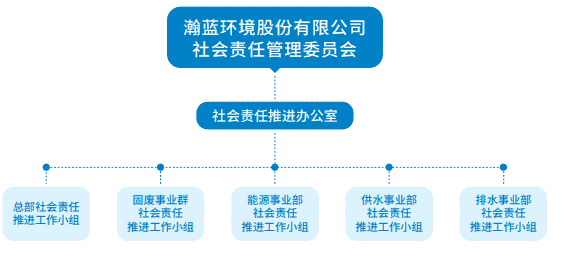 瀚蓝环境股份有限公司
社会责任管理委员会
社会责任推进办公室
总部社会责任
推进工作小组
固废事业群
社会责任
推进工作小组
能源事业部
社会责任
推进工作小组
供水事业部
社会责任
推进工作小组
排水事业部
社会责任
推进工作小组